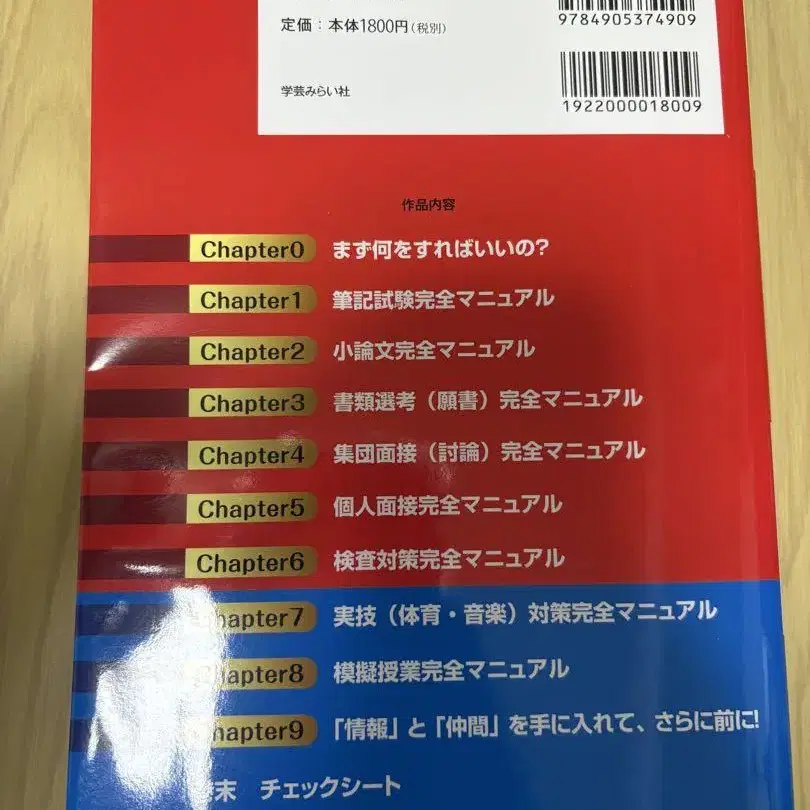 9784905374909
定価：本体1800円（税別）
1922000018009
学芸みらい社
作品内容
Chapter0 まず何をすればいいの？
Chapter1 筆記試験完全マニュアル
Chapter2 小論文完全マニュアル
Chapter3 書類選考（願書）完全マニュアル
Chapter4 集団面接（討論）完全マニュアル
Chapter5 個人面接完全マニュアル
Chapter6 検査対策完全マニュアル
Chapter7 実技（体育・音楽）対策完全マニュアル
Chapter8 模擬授業完全マニュアル
Chapter9 「情報」と「仲間」を手に入れて、さらに前に！
末 チェックシート